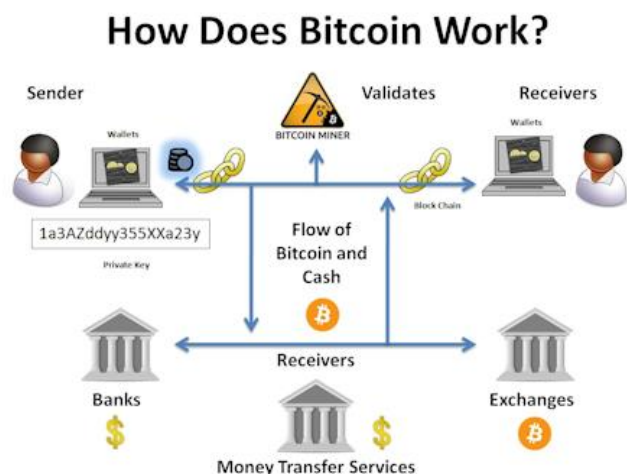 How Does Bitcoin Work?
Sender
Validates
Receivers
Wallets
BITCOIN MINER
Wallets
Block Chain
1a3AZddyy355XXa23y
Private Key
Flow of
Bitcoin and
Cash
Receivers
Banks
Exchanges
Money Transfer Services